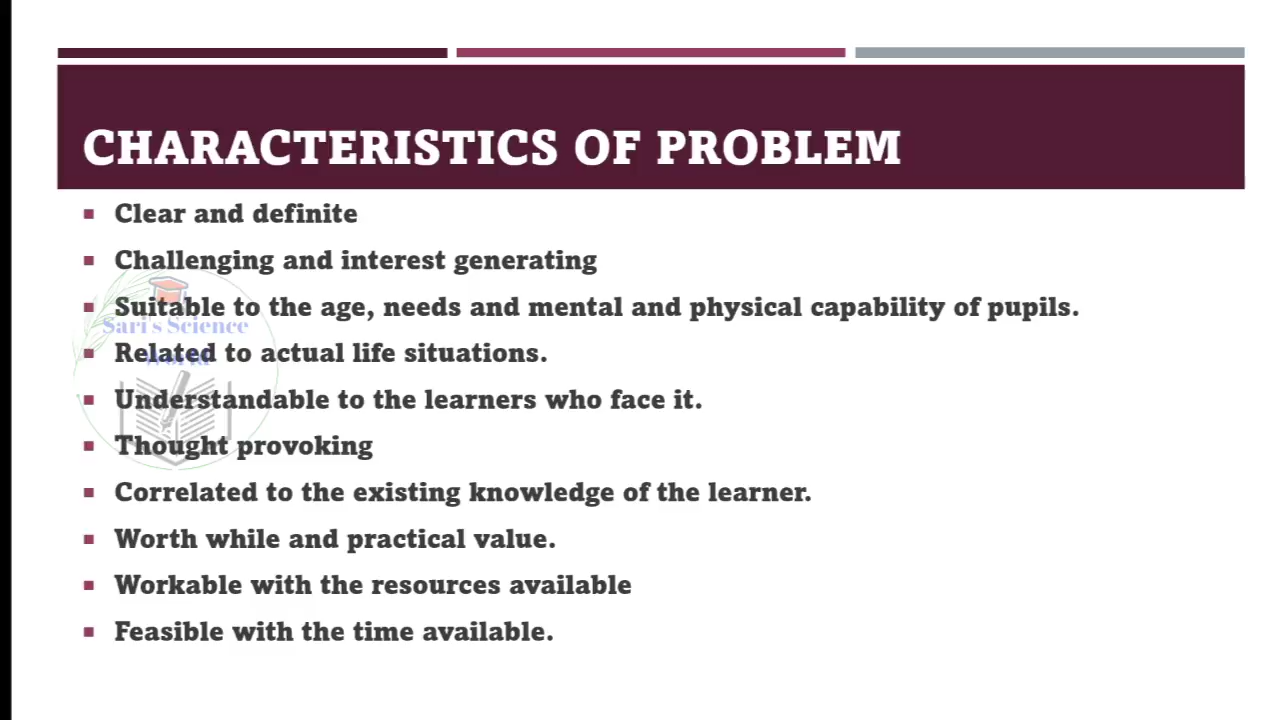 CHARACTERISTICS OF PROBLEM
Clear and definite
Challenging and interest generating
Suitable to the age, needs and mental and physical capability of pupils.
Sari's Science
Related to actual life situations.
World
Understandable to the learners who face it.
Thought provoking
Correlated to the existing knowledge of the learner.
Worth while and practical value.
Workable with the resources available
Feasible with the time available.